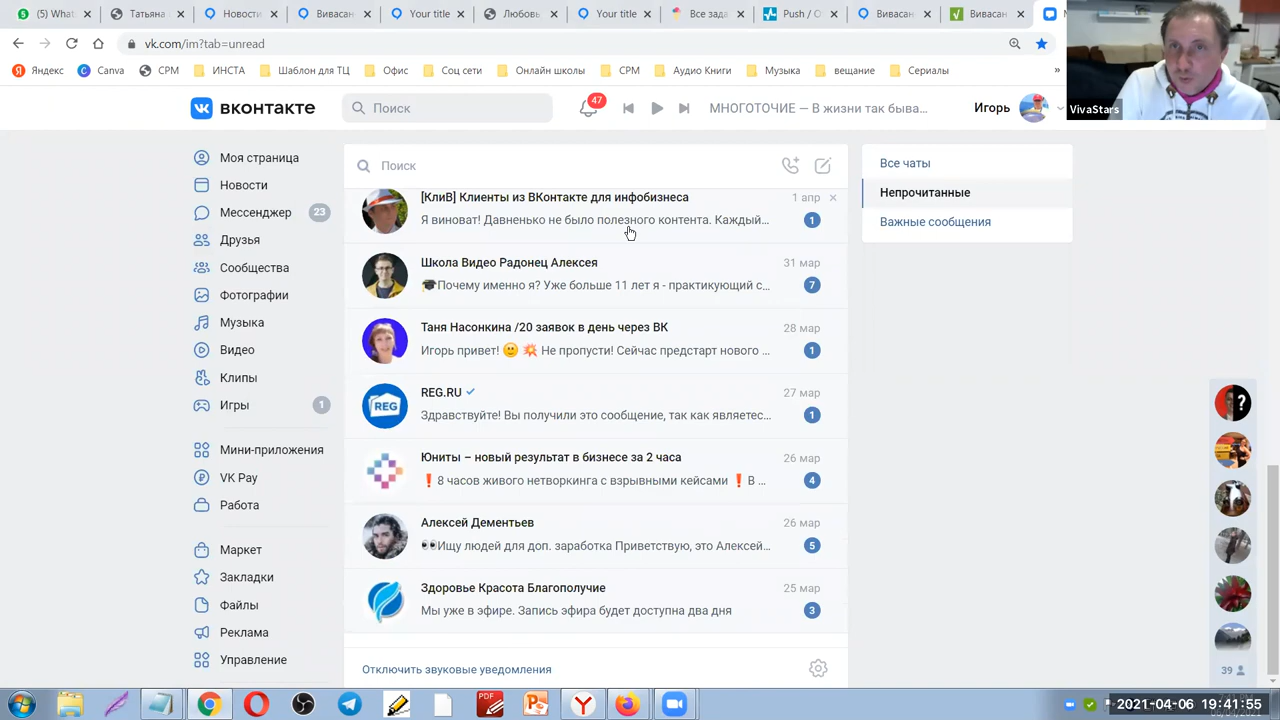 (5) What
Татьяна
Новости
Вивасан
Любовь
Your title
Всезада
Вивасан
Вивасан
vk.com/im?tab=unread
Яндекс
Canva
СРМ
ИНСТА
Шаблон для ТЦ
Офис
Соц сети
Онлайн школы
СРМ
Аудио Книги
Музыка
вещание
Сериалы
»
VivaStars
вконтакте
Поиск
47
МНОГОТОЧИЕ — В жизни так быва...
Игорь
Моя страница
Новости
Мессенджер 23
Друзья
Сообщества
Фотографии
Музыка
Видео
Клипы
Игры 1
Мини-приложения
VK Pay
Работа
Маркет
Закладки
Файлы
Реклама
Управление
Поиск
[КлиВ] Клиенты из ВКонтакте для инфобизнеса 1 апр
Я виноват! Давненько не было полезного контента. Каждый... 1
Школа Видео Радонец Алексея 31 мар
🎓Почему именно я? Уже больше 11 лет я - практикующий с... 7
Таня Насонкина /20 заявок в день через ВК 28 мар
Игорь привет! 🙂 💥 Не пропусти! Сейчас предстарт нового ... 1
REG.RU 27 мар
REG
Здравствуйте! Вы получили это сообщение, так как являетес... 1
Юниты – новый результат в бизнесе за 2 часа 26 мар
❗ 8 часов живого нетворкинга с взрывными кейсами ❗ В ... 4
Алексей Дементьев 26 мар
👀Ищу людей для доп. заработка Приветствую, это Алексей... 5
Здоровье Красота Благополучие 25 мар
Мы уже в эфире. Запись эфира будет доступна два дня 3
Отключить звуковые уведомления
Все чаты
Непрочитанные
Важные сообщения
?
39
PDF
2021-04-06 19:41:55